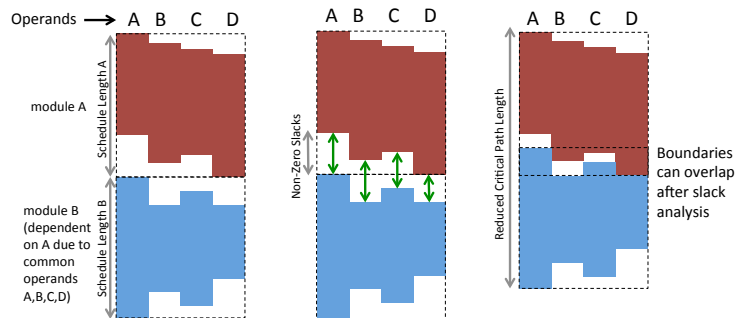 Operands
A B C D
module A
Schedule Length A
module B
(dependent
on A due to
common
operands
A,B,C,D)
Schedule Length B
A B C D
Non-Zero Slacks
A B C D
Reduced Critical Path Length
Boundaries
can overlap
after slack
analysis